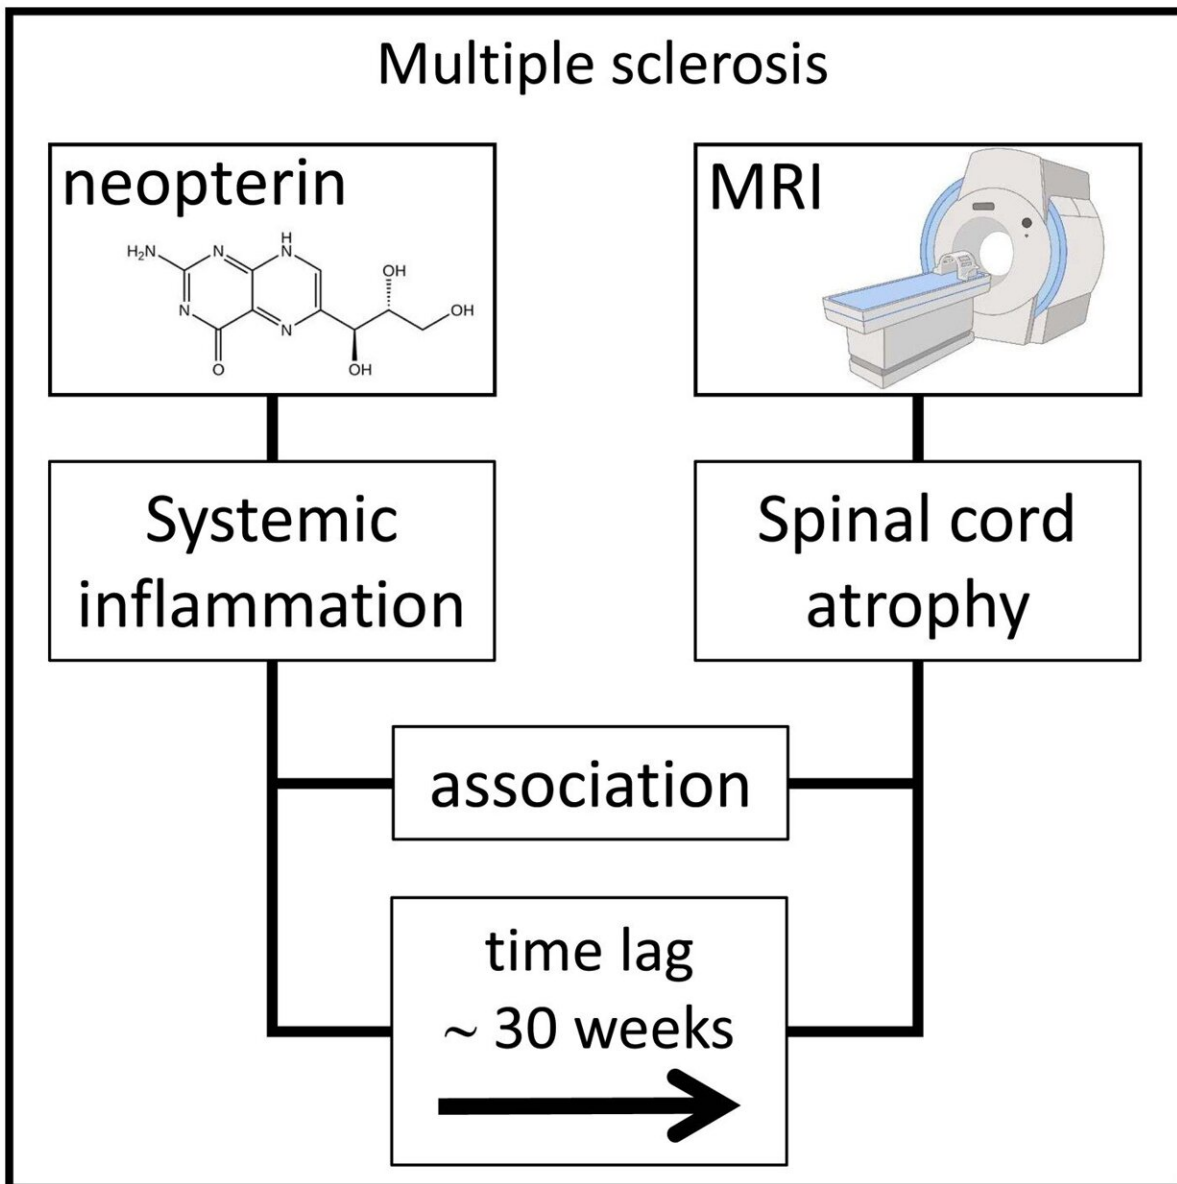 Multiple sclerosis
neopterin
H₂N
N
H
N
N
N
O
OH
OH
OH
MRI
Systemic
inflammation
Spinal cord
atrophy
association
time lag
~ 30 weeks